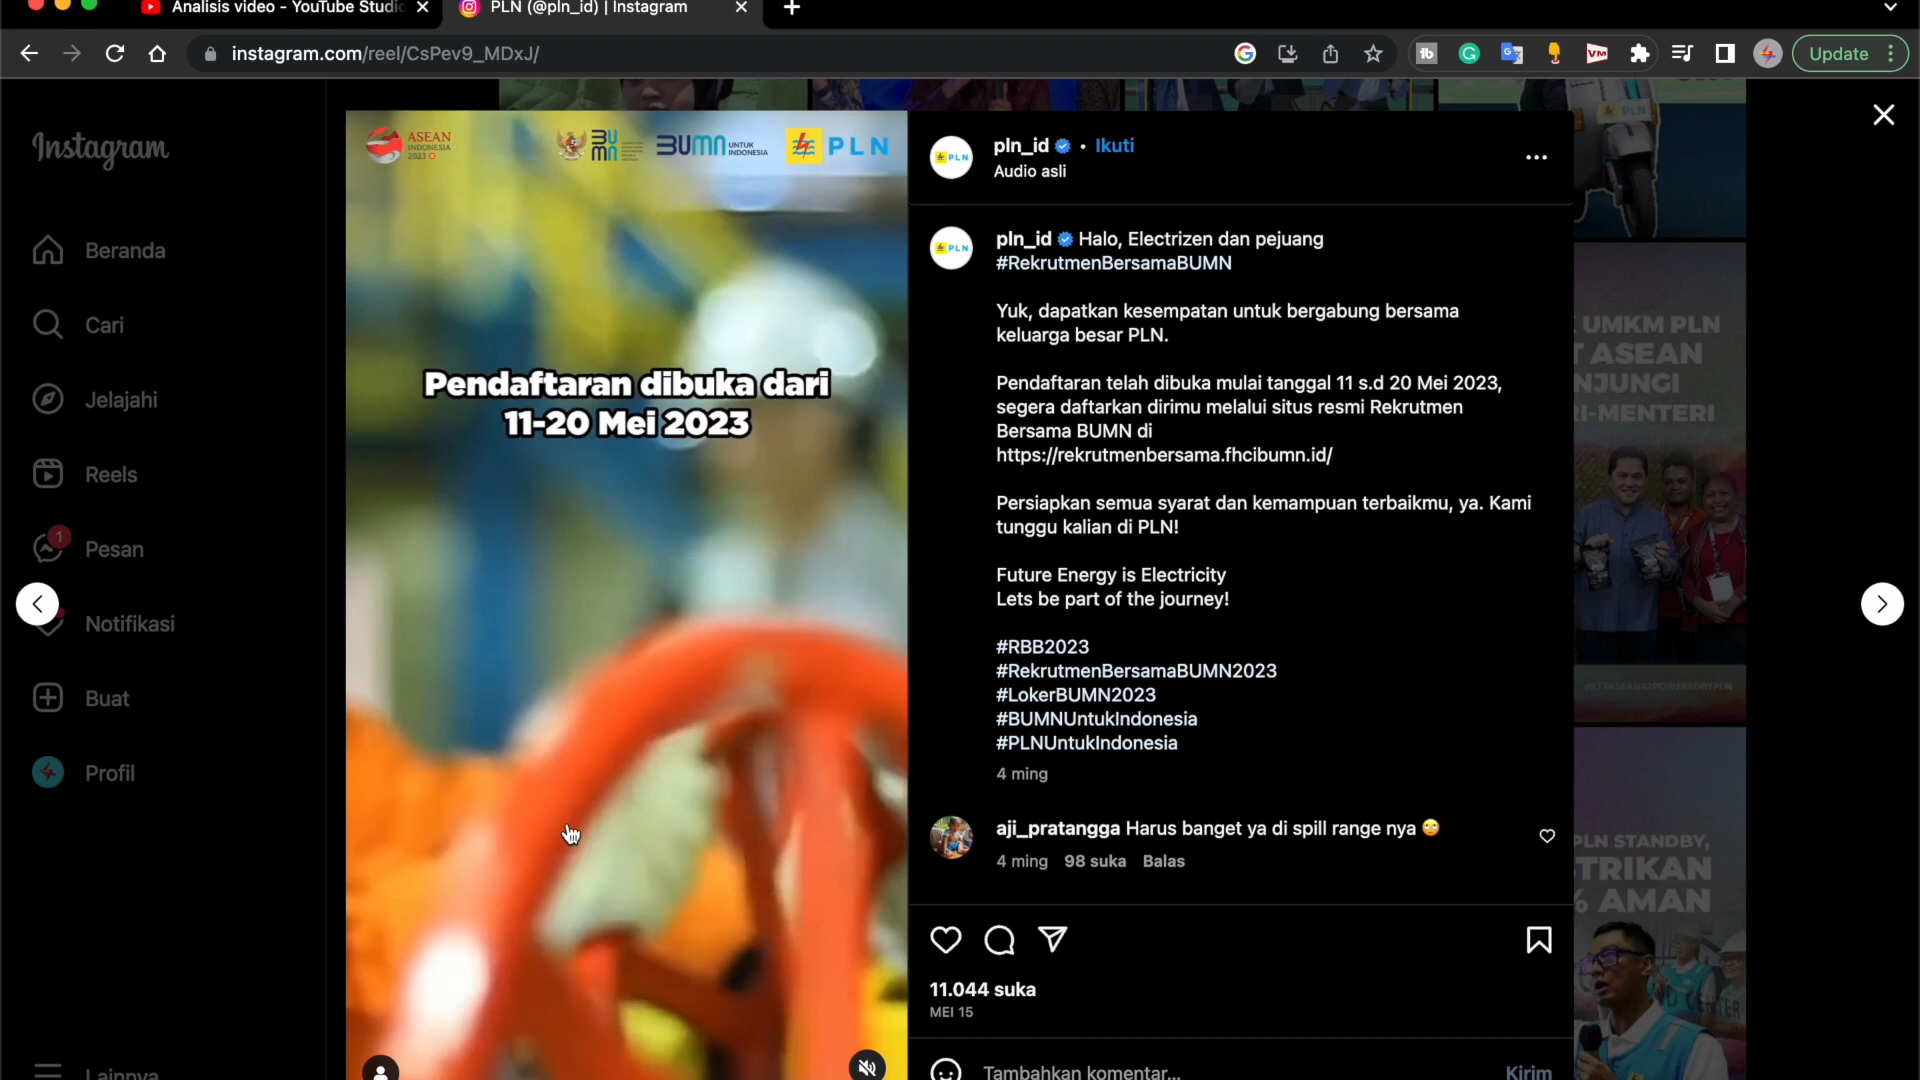 Analisis video - YouTube Studio
PLN (@pln_id) | Instagram
instagram.com/reel/CsPev9_MDxJ/
Update
Instagram
Beranda
Cari
Jelajahi
Reels
1
Pesan
Notifikasi
Buat
Profil
Lainnya
ASEAN
INDONESIA
2023
BUMN
BUMN UNTUK INDONESIA
PLN
Pendaftaran dibuka dari
11-20 Mei 2023
pln_id • Ikuti
Audio asli
pln_id Halo, Electrizen dan pejuang
#RekrutmenBersamaBUMN
Yuk, dapatkan kesempatan untuk bergabung bersama
keluarga besar PLN.
Pendaftaran telah dibuka mulai tanggal 11 s.d 20 Mei 2023,
segera daftarkan dirimu melalui situs resmi Rekrutmen
Bersama BUMN di
https://rekrutmenbersama.fhcibumn.id/
Persiapkan semua syarat dan kemampuan terbaikmu, ya. Kami
tunggu kalian di PLN!
Future Energy is Electricity
Lets be part of the journey!
#RBB2023
#RekrutmenBersamaBUMN2023
#LokerBUMN2023
#BUMNUntukIndonesia
#PLNUntukIndonesia
4 ming
aji_pratangga Harus banget ya di spill range nya 🙄
4 ming 98 suka Balas
11.044 suka
MEI 15
Tambahkan komentar...
Kirim
PLN
UMKM PLN
ASEAN
NJUNGI
RI-MENTERI
#KTTASEAN42POWEREDBYPLN
PLN STANDBY,
TRIKAN
% AMAN